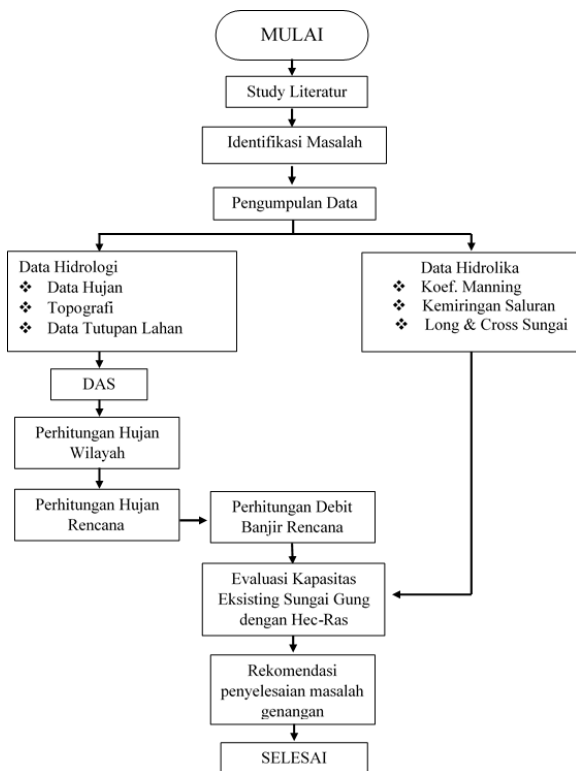 MULAI
Study Literatur
Identifikasi Masalah
Pengumpulan Data
Data Hidrologi
❖ Data Hujan
❖ Topografi
❖ Data Tutupan Lahan
Data Hidrolika
❖ Koef. Manning
❖ Kemiringan Saluran
❖ Long & Cross Sungai
DAS
Perhitungan Hujan
Wilayah
Perhitungan Hujan
Rencana
Perhitungan Debit
Banjir Rencana
Evaluasi Kapasitas
Eksisting Sungai Gung
dengan Hec-Ras
Rekomendasi
penyelesaian masalah
genangan
SELESAI